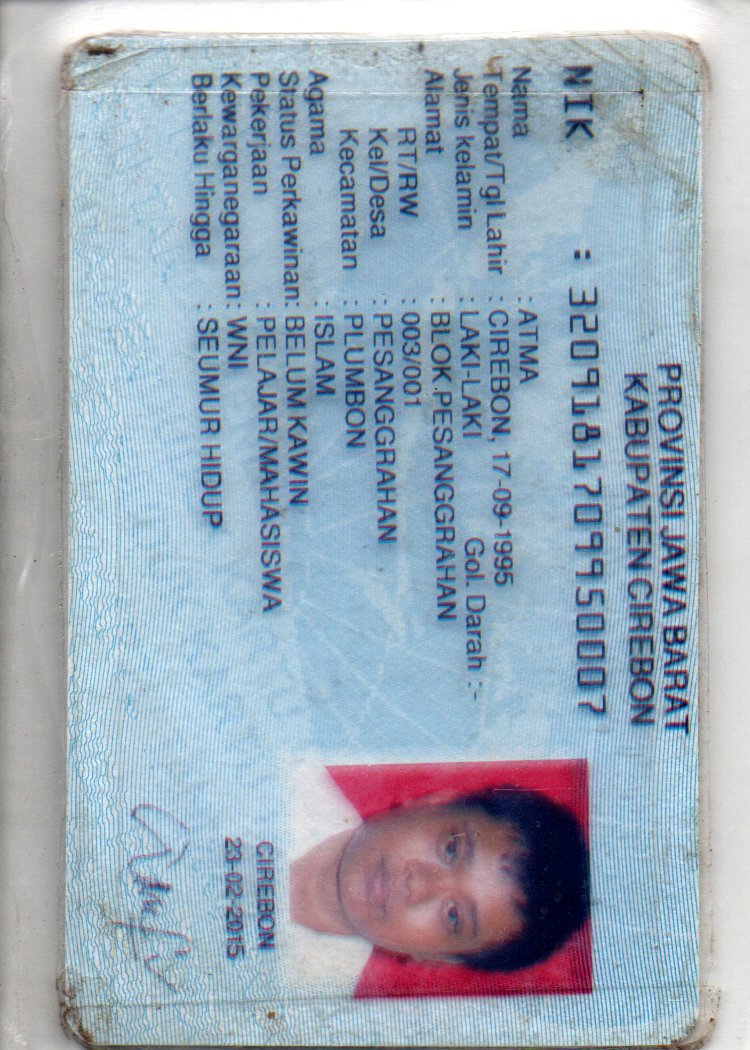 PROVINSI JAWA BARAT
KABUPATEN CIREBON
NIK : 3209181709950007
Nama : ATMA
Tempat/Tgl Lahir : CIREBON, 17-09-1995
Jenis kelamin : LAKI-LAKI Gol. Darah :-
Alamat : BLOK PESANGGRAHAN
RT/RW : 003/001
Kel/Desa : PESANGGRAHAN
Kecamatan : PLUMBON
Agama : ISLAM
Status Perkawinan: BELUM KAWIN
Pekerjaan : PELAJAR/MAHASISWA
Kewarganegaraan: WNI
Berlaku Hingga : SEUMUR HIDUP
CIREBON
23-02-2015